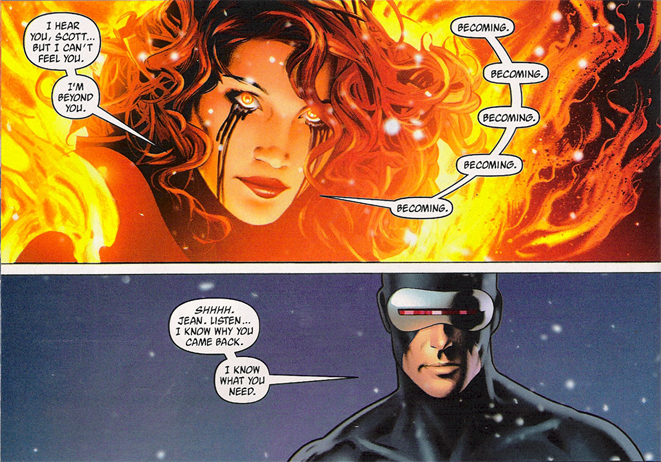 I HEAR
YOU, SCOTT...
BUT I CAN'T
FEEL YOU.
I'M
BEYOND
YOU.
BECOMING.
BECOMING.
BECOMING.
BECOMING.
BECOMING.
SHHHH.
JEAN. LISTEN...
I KNOW WHY YOU
CAME BACK.
I KNOW
WHAT YOU
NEED.